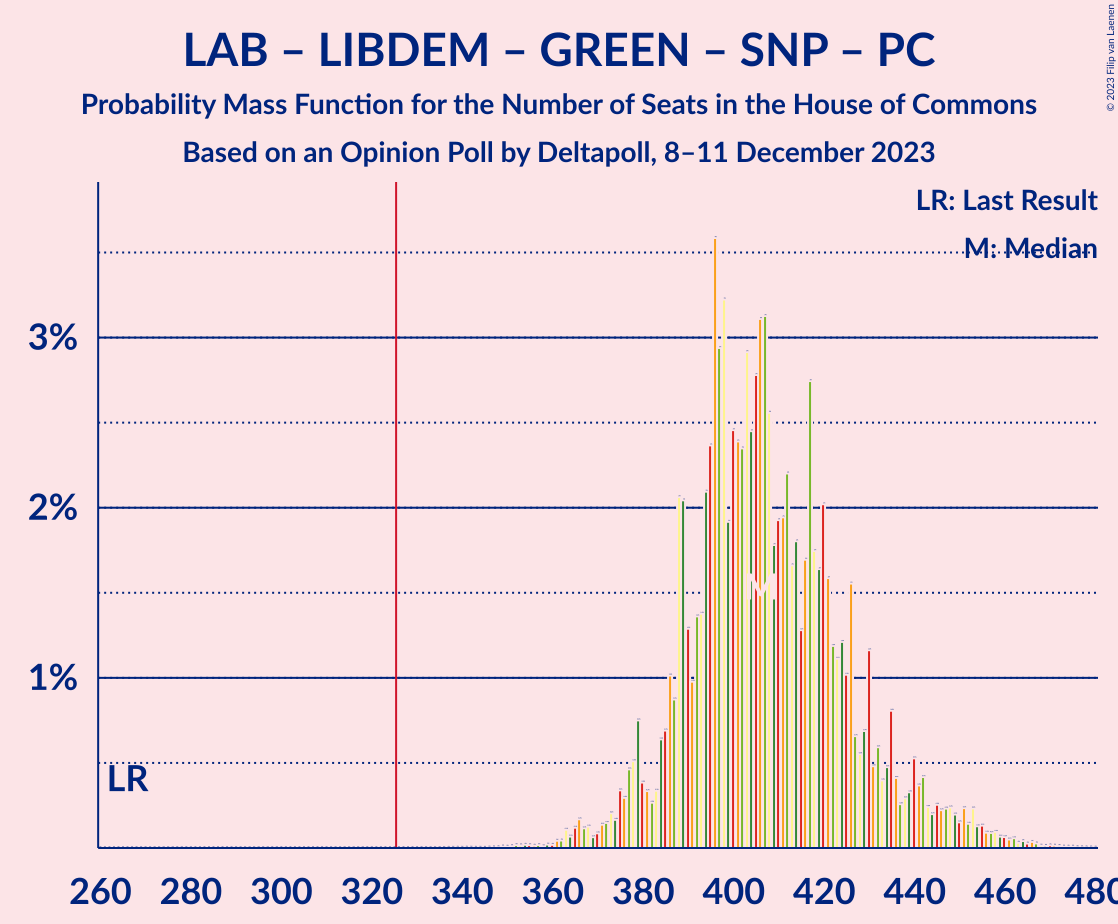 LAB – LIBDEM – GREEN – SNP – PC
Probability Mass Function for the Number of Seats in the House of Commons
Based on an Opinion Poll by Deltapoll, 8–11 December 2023
© 2023 Filip van Laenen
LR: Last Result
M: Median
3%
2%
1%
M
LR
260 280 300 320 340 360 380 400 420 440 460 480